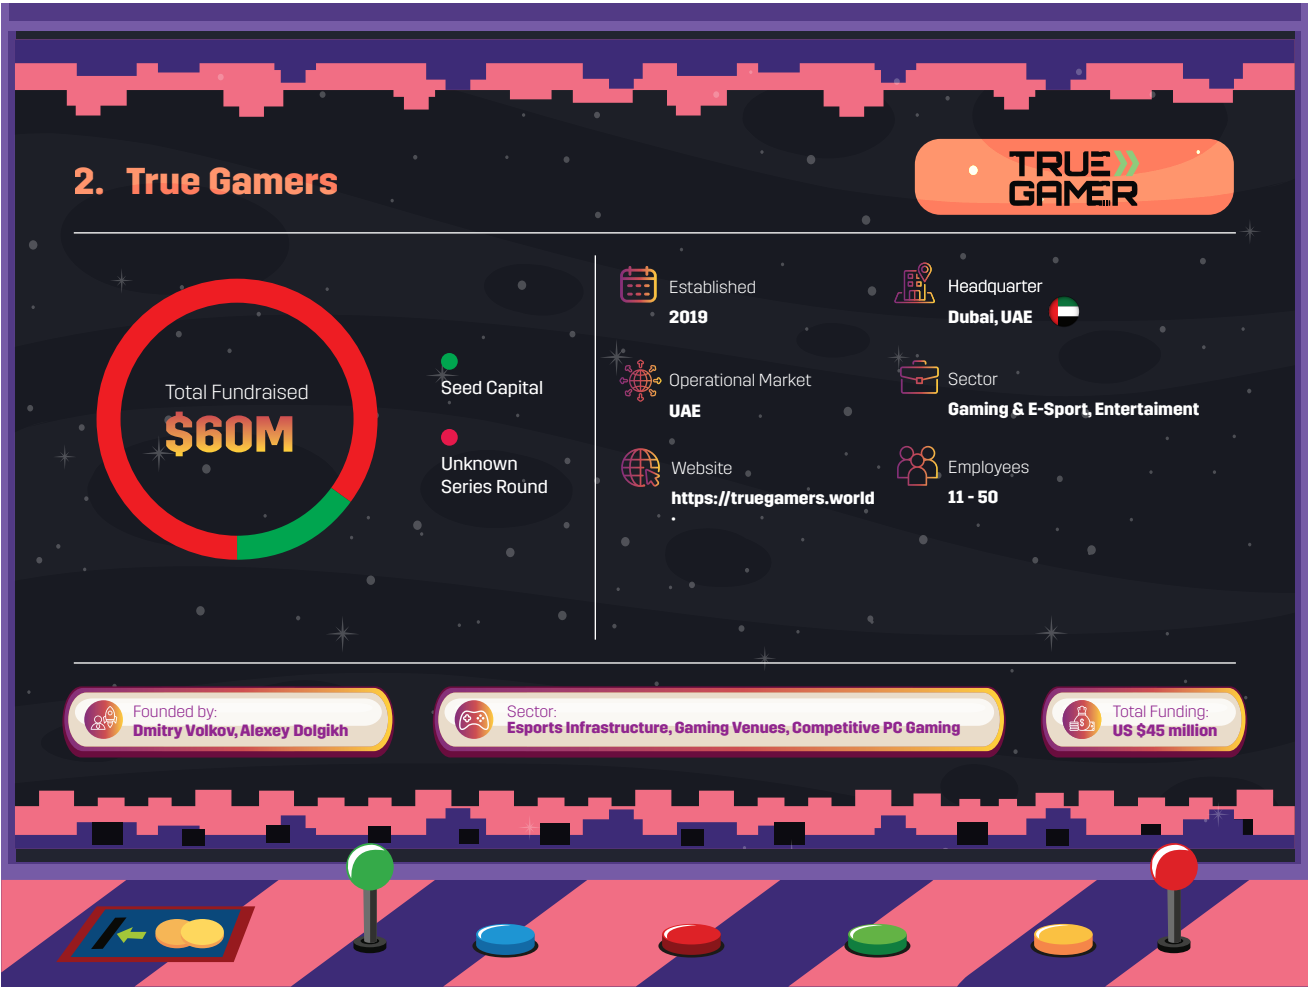 2. True Gamers
TRUE
GAMER
Total Fundraised
$60M
Seed Capital
Unknown
Series Round
Established
2019
Headquarter
Dubai, UAE
Operational Market
UAE
Sector
Gaming & E-Sport, Entertaiment
Website
https://truegamers.world
.
Employees
11 - 50
Founded by:
Dmitry Volkov, Alexey Dolgikh
Sector:
Esports Infrastructure, Gaming Venues, Competitive PC Gaming
Total Funding:
US $45 million